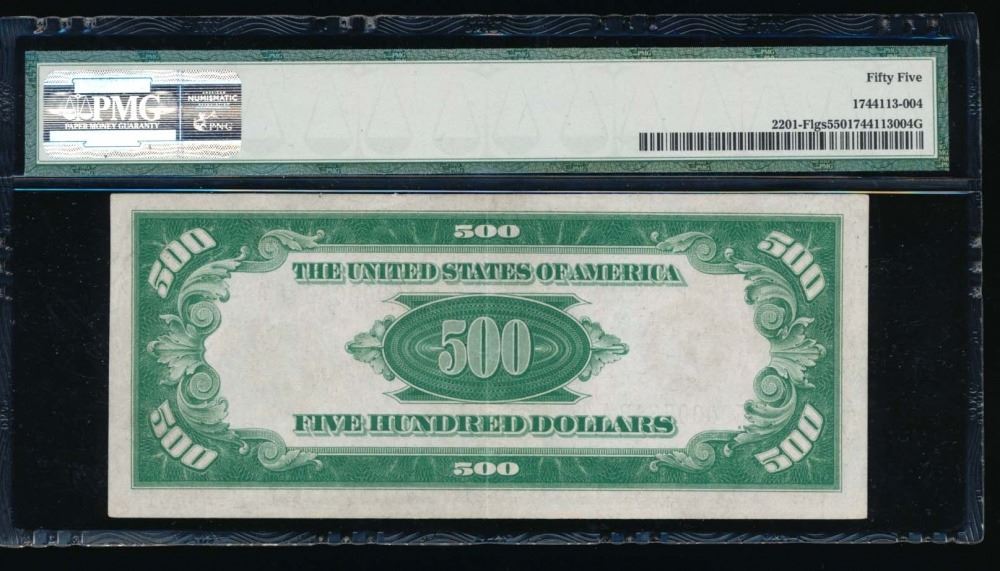 PMG
PAPER MONEY GUARANTY
NUMISMATIC
PNG
Fifty Five
1744113-004
2201-Flgs5501744113004G
500
500
500
THE UNITED STATES OF AMERICA
500
FIVE HUNDRED DOLLARS
500
500
500